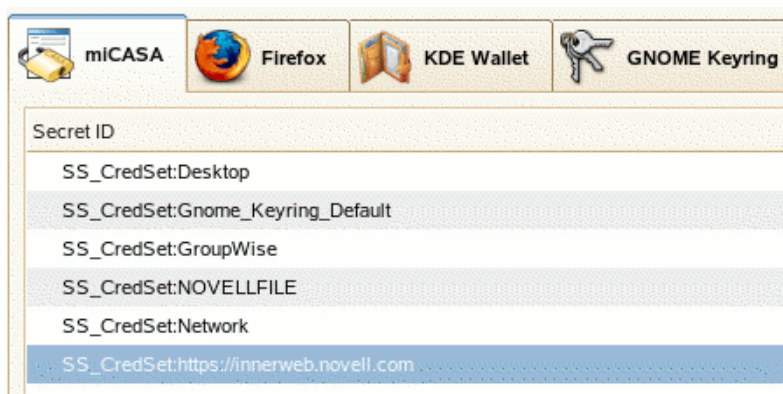 miCASA Firefox KDE Wallet GNOME Keyring
Secret ID
SS_CredSet:Desktop
SS_CredSet:Gnome_Keyring_Default
SS_CredSet:GroupWise
SS_CredSet:NOVELLFILE
SS_CredSet:Network
SS_CredSet:https://innerweb.novell.com